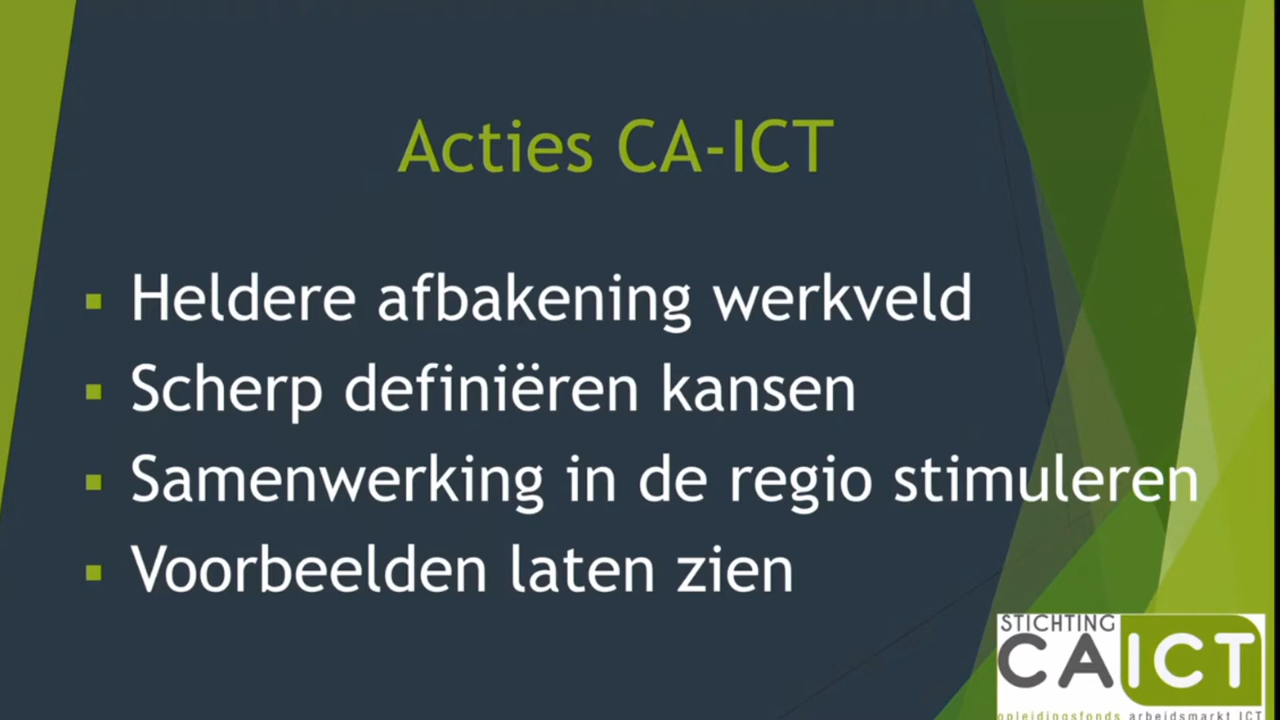 Acties CA-ICT
▪ Heldere afbakening werkveld
▪ Scherp definiëren kansen
▪ Samenwerking in de regio stimuleren
▪ Voorbeelden laten zien
STICHTING
CA ICT
opleidingsfonds arbeidsmarkt ICT